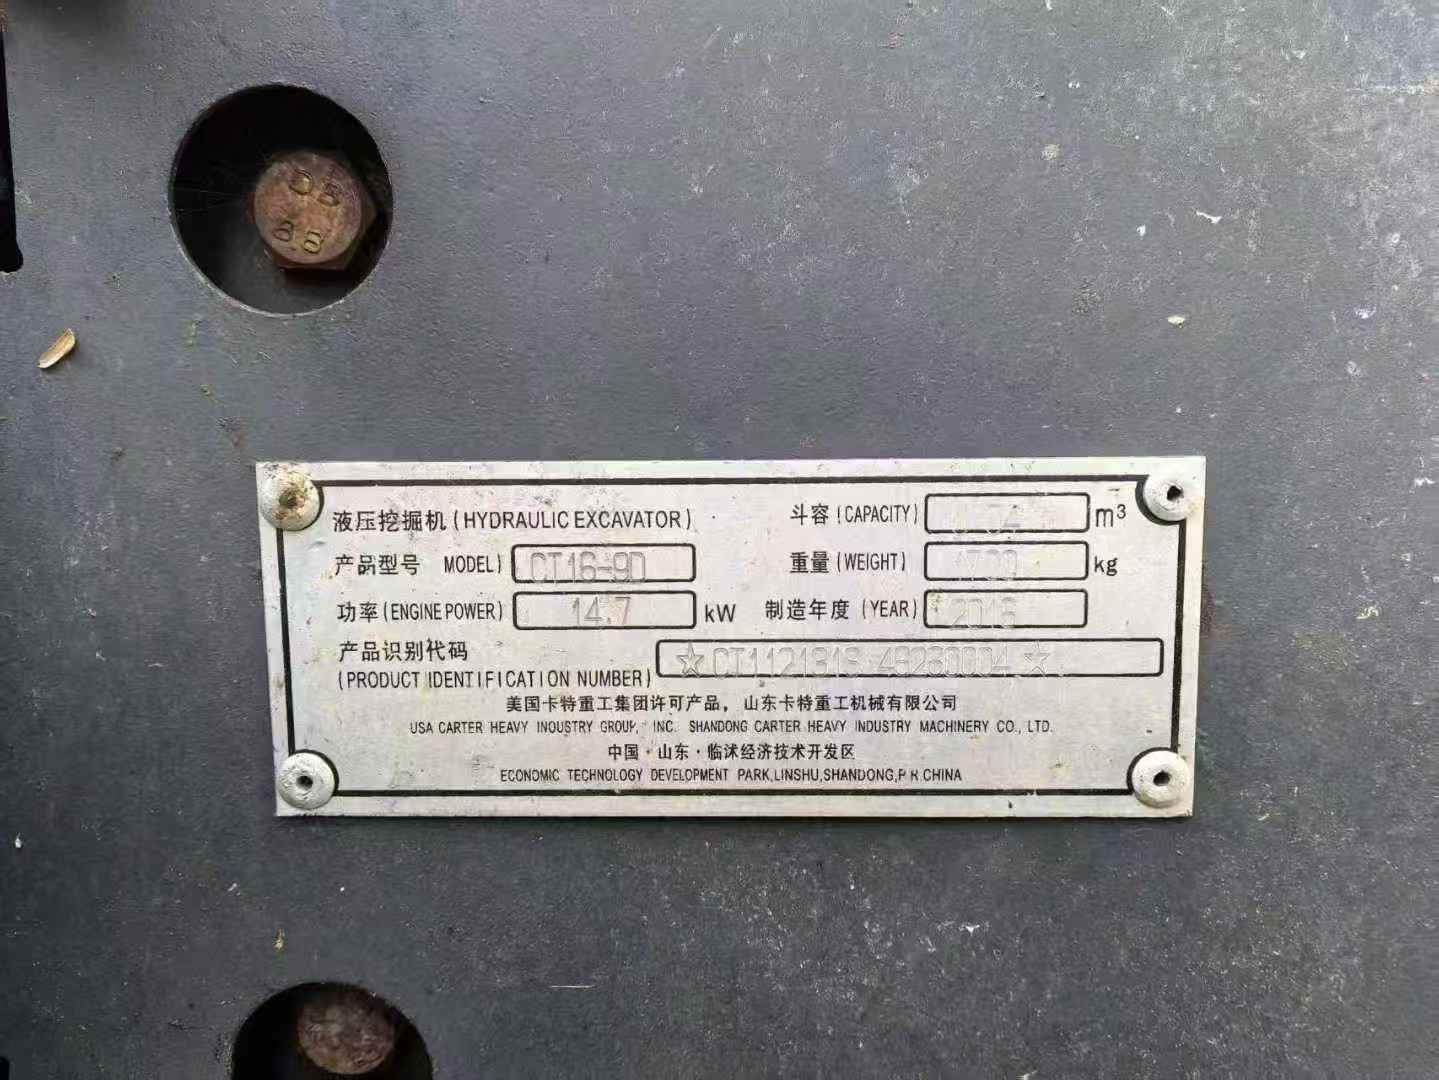 DB
88
液压挖掘机(HYDRAULIC EXCAVATOR) 斗容(CAPACITY) m³
产品型号 MODEL) CT16-9D 重量(WEIGHT) 1700 kg
功率(ENGINE POWER) 14.7 kW 制造年度(YEAR)
产品识别代码
(PRODUCT IDENTIFICATION NUMBER)
美国卡特重工集团许可产品,山东卡特重工机械有限公司
USA CARTER HEAVY INOUSTRY GROUP, INC. SHANDONG CARTER HEAVY INDUSTRY MACHINERY CO., LTD.
中国·山东·临沭经济技术开发区
ECONOMIC TECHNOLOGY DEVELOPMENT PARK,LINSHU,SHANDONG,P R CHINA